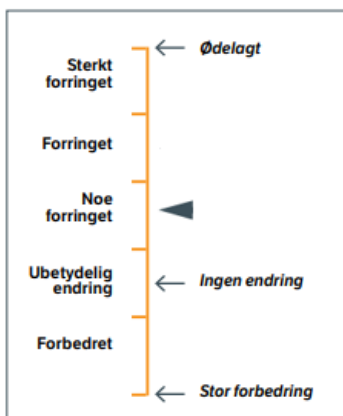 Ødelagt
Sterkt
forringet
Forringet
Noe
forringet
Ubetydelig
endring
Ingen endring
Forbedret
Stor forbedring